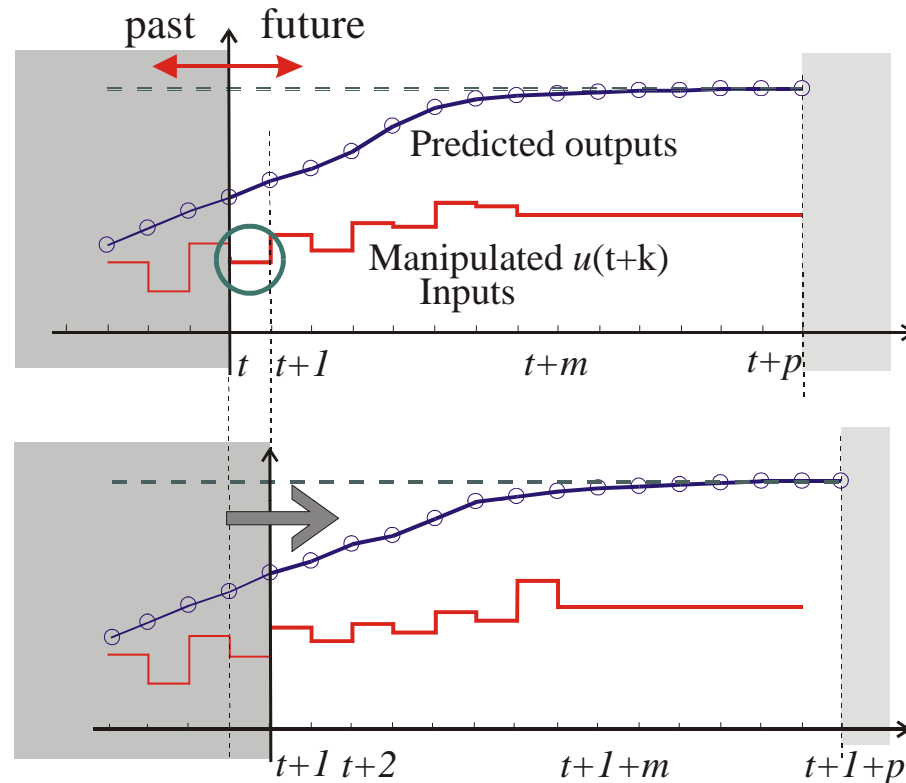 past future
Predicted outputs
Manipulated u(t+k)
Inputs
t t+1 t+m t+p
t+1 t+2 t+1+m t+1+p